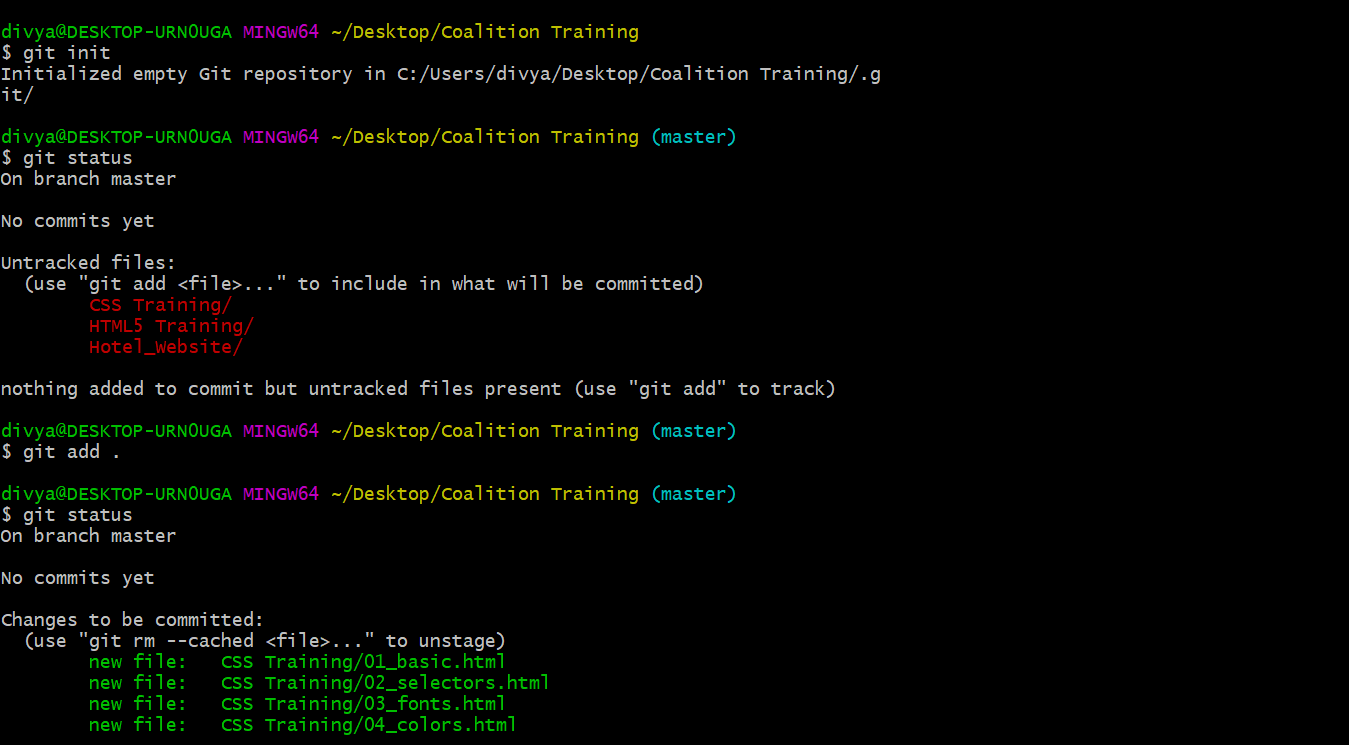 divya@DESKTOP-URN0UGA MINGW64 ~/Desktop/Coalition Training
$ git init
Initialized empty Git repository in C:/Users/divya/Desktop/Coalition Training/.g
it/
divya@DESKTOP-URN0UGA MINGW64 ~/Desktop/Coalition Training (master)
$ git status
On branch master
No commits yet
Untracked files:
  (use "git add <file>..." to include in what will be committed)
        CSS Training/
        HTML5 Training/
        Hotel_Website/
nothing added to commit but untracked files present (use "git add" to track)
divya@DESKTOP-URN0UGA MINGW64 ~/Desktop/Coalition Training (master)
$ git add .
divya@DESKTOP-URN0UGA MINGW64 ~/Desktop/Coalition Training (master)
$ git status
On branch master
No commits yet
Changes to be committed:
  (use "git rm --cached <file>..." to unstage)
        new file:   CSS Training/01_basic.html
        new file:   CSS Training/02_selectors.html
        new file:   CSS Training/03_fonts.html
        new file:   CSS Training/04_colors.html